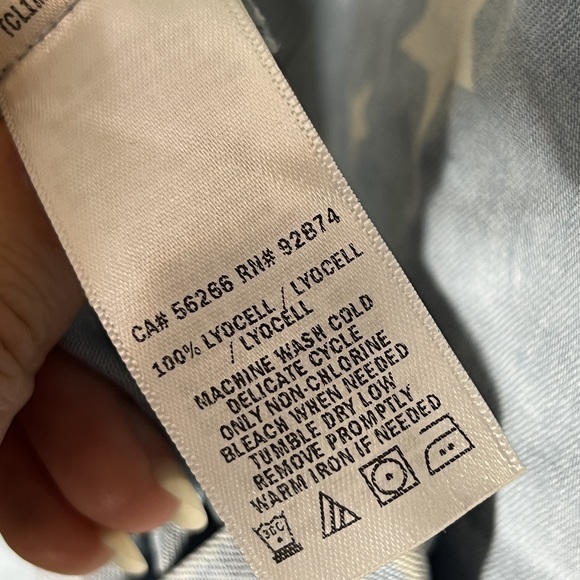 CA# 56266 RN# 92874
100% LYOCELL / LYOCELL
/ LYOCELL
MACHINE WASH COLD
DELICATE CYCLE
ONLY NON-CHLORINE
BLEACH WHEN NEEDED
TUMBLE DRY LOW
REMOVE PROMPTLY
WARM IRON IF NEEDED